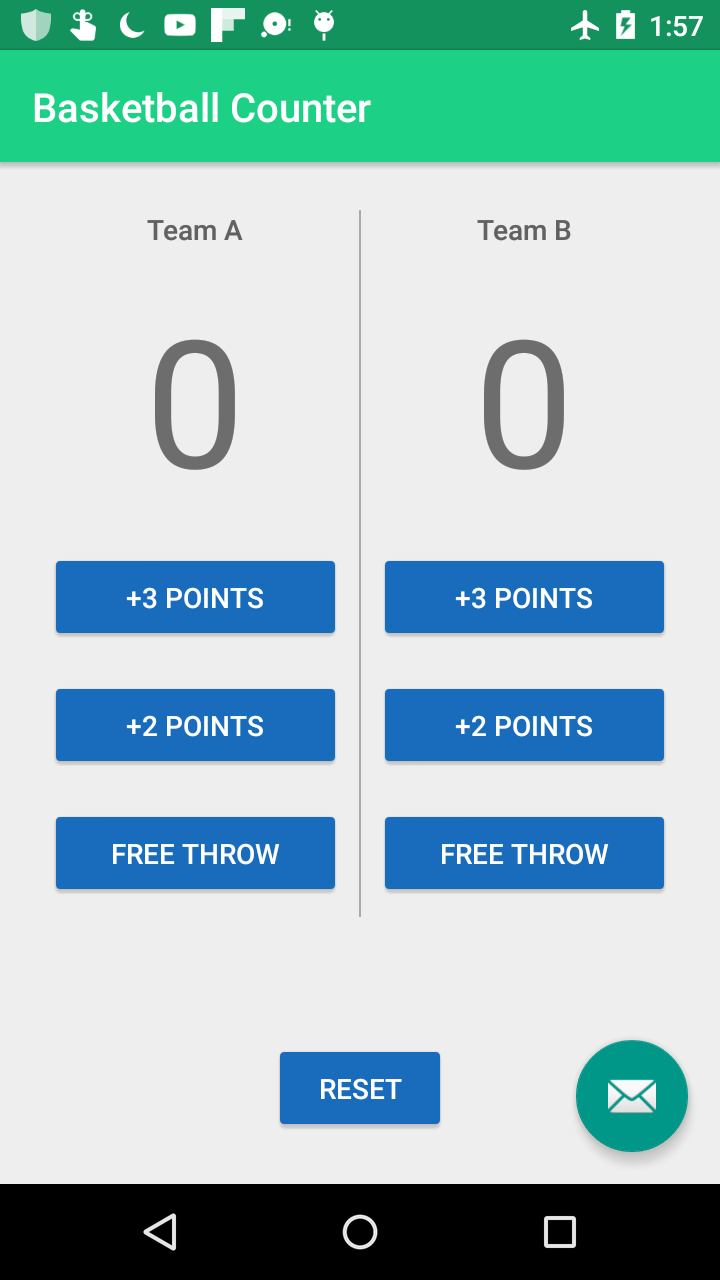 1:57
Basketball Counter
Team A
Team B
0
0
+3 POINTS
+3 POINTS
+2 POINTS
+2 POINTS
FREE THROW
FREE THROW
RESET